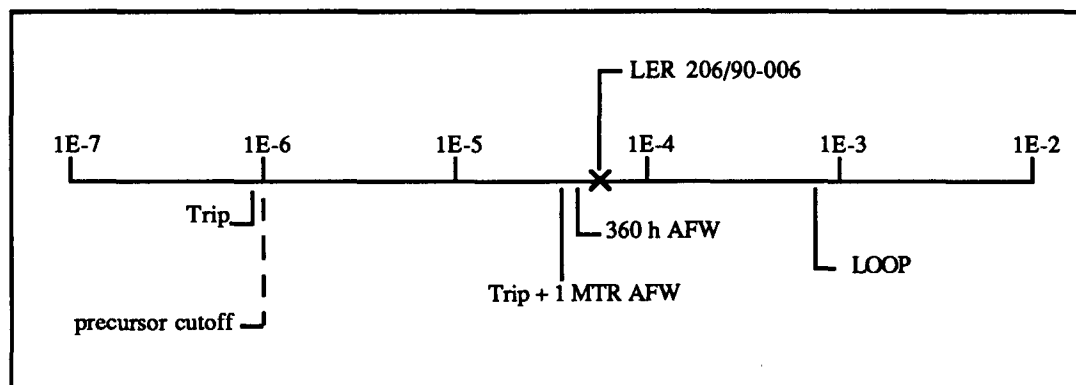 LER 206/90-006
1E-7 1E-6 1E-5 1E-4 1E-3 1E-2
Trip
360 h AFW
LOOP
Trip + 1 MTR AFW
precursor cutoff